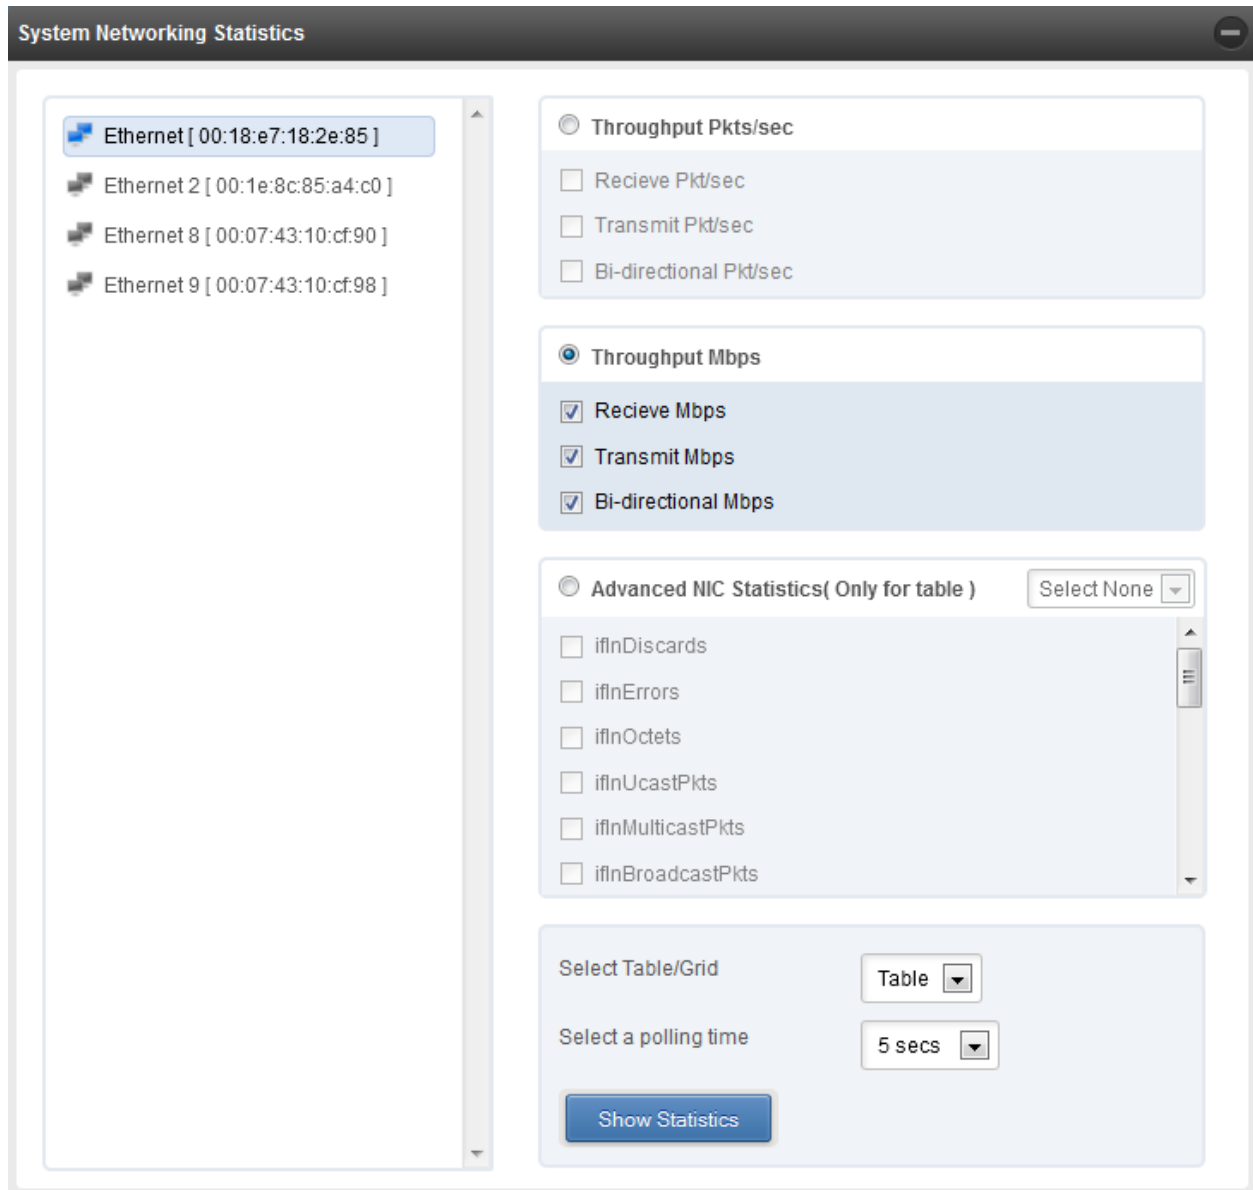 System Networking Statistics
Ethernet [ 00:18:e7:18:2e:85 ]
Ethernet 2 [ 00:1e:8c:85:a4:c0 ]
Ethernet 8 [ 00:07:43:10:cf:90 ]
Ethernet 9 [ 00:07:43:10:cf:98 ]
Throughput Pkts/sec
Recieve Pkt/sec
Transmit Pkt/sec
Bi-directional Pkt/sec
Throughput Mbps
Recieve Mbps
Transmit Mbps
Bi-directional Mbps
Advanced NIC Statistics( Only for table ) Select None
ifInDiscards
ifInErrors
ifInOctets
ifInUcastPkts
ifInMulticastPkts
ifInBroadcastPkts
Select Table/Grid Table
Select a polling time 5 secs
Show Statistics